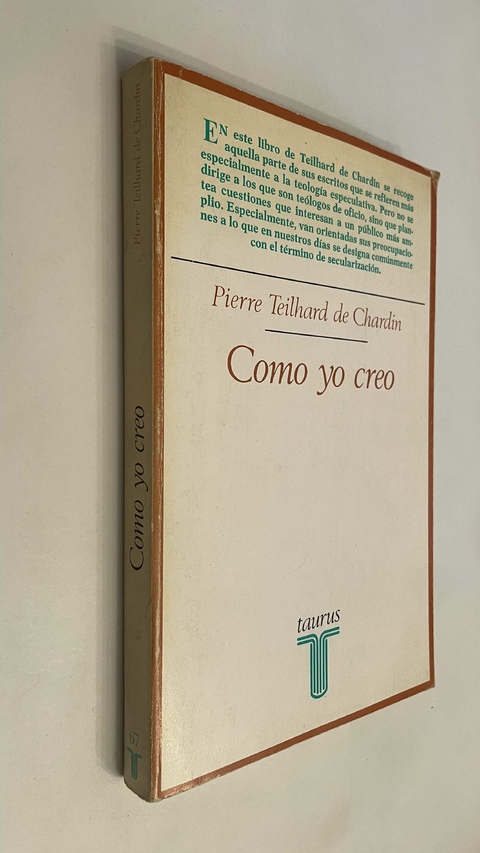 EN este libro de Teilhard de Chardin se recoge
aquella parte de sus escritos que se refieren más
especialmente a la teología especulativa. Pero no se
dirige a los que son teólogos de oficio, sino que plan-
tea cuestiones que interesan a un público más am-
plio. Especialmente, van orientadas sus preocupacio-
nes a lo que en nuestros días se designa comúnmente
con el término de secularización.
Pierre Teilhard de Chardin
Como yo creo
taurus
Pierre Teilhard de Chardin
Como yo creo
67